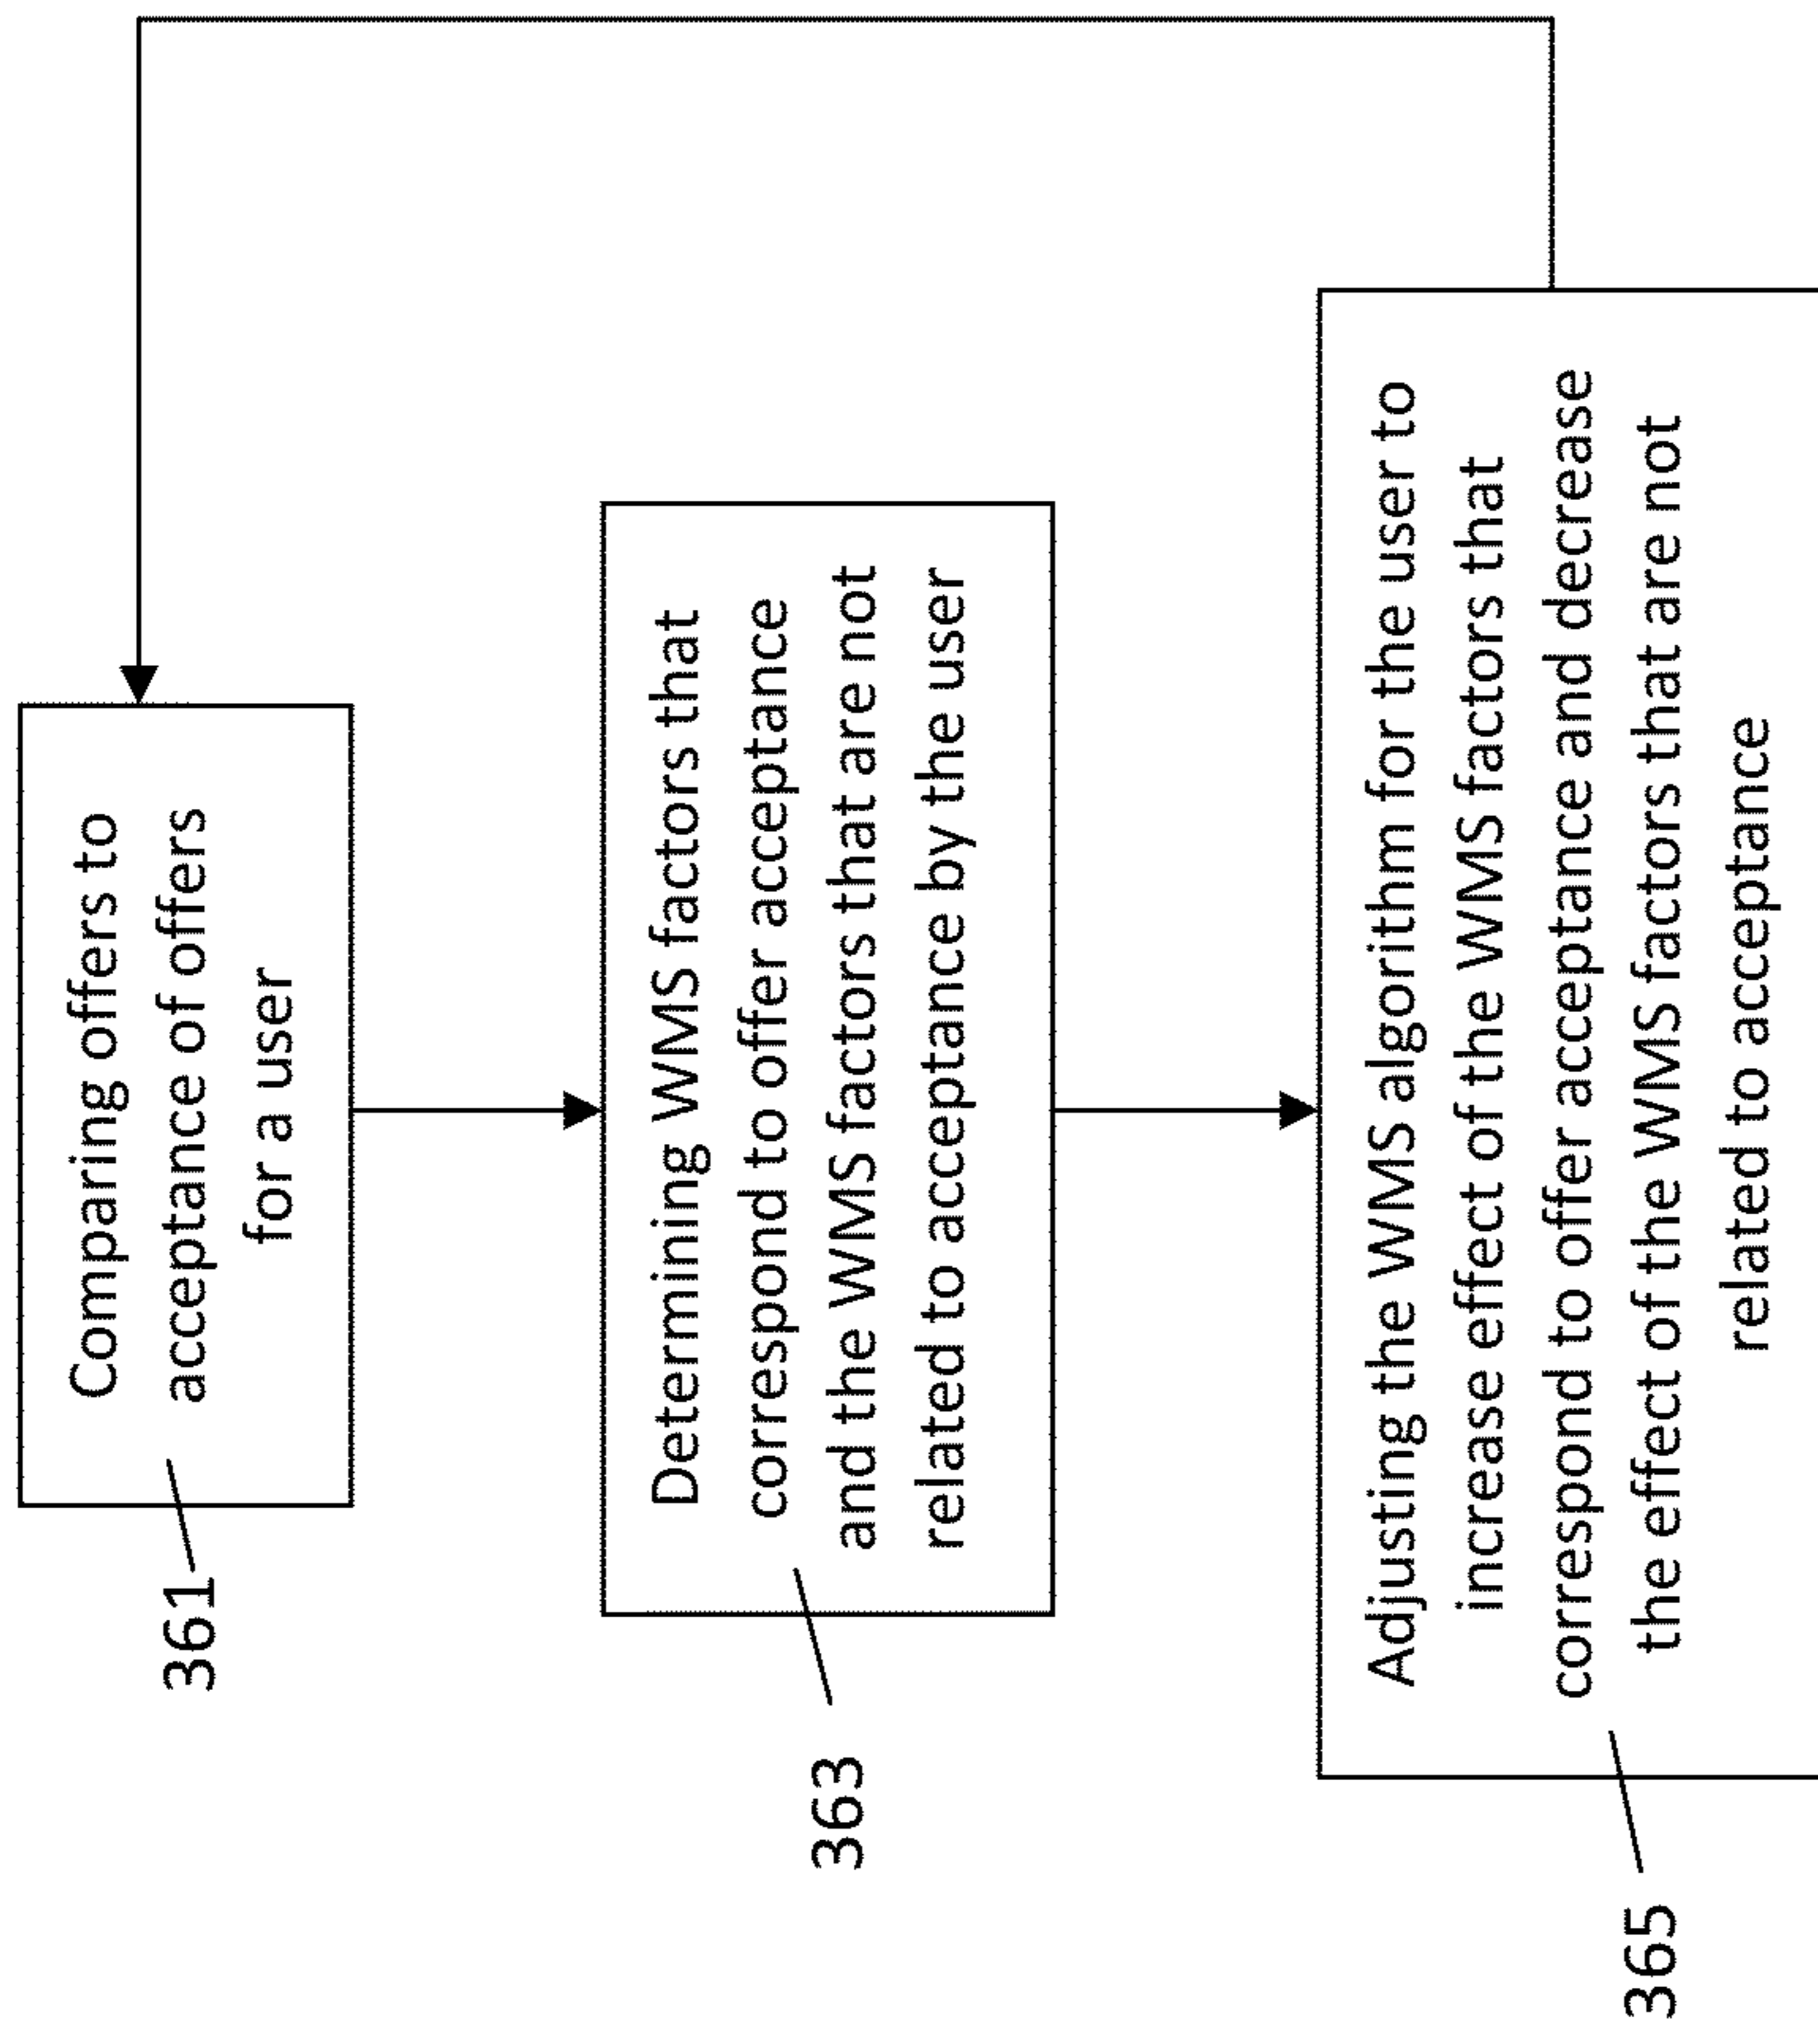 Comparing offers to
acceptance of offers
for a user
361
Determining WMS factors that
correspond to offer acceptance
and the WMS factors that are not
related to acceptance by the user
363
Adjusting the WMS algorithm for the user to
increase effect of the WMS factors that
correspond to offer acceptance and decrease
the effect of the WMS factors that are not
related to acceptance
365